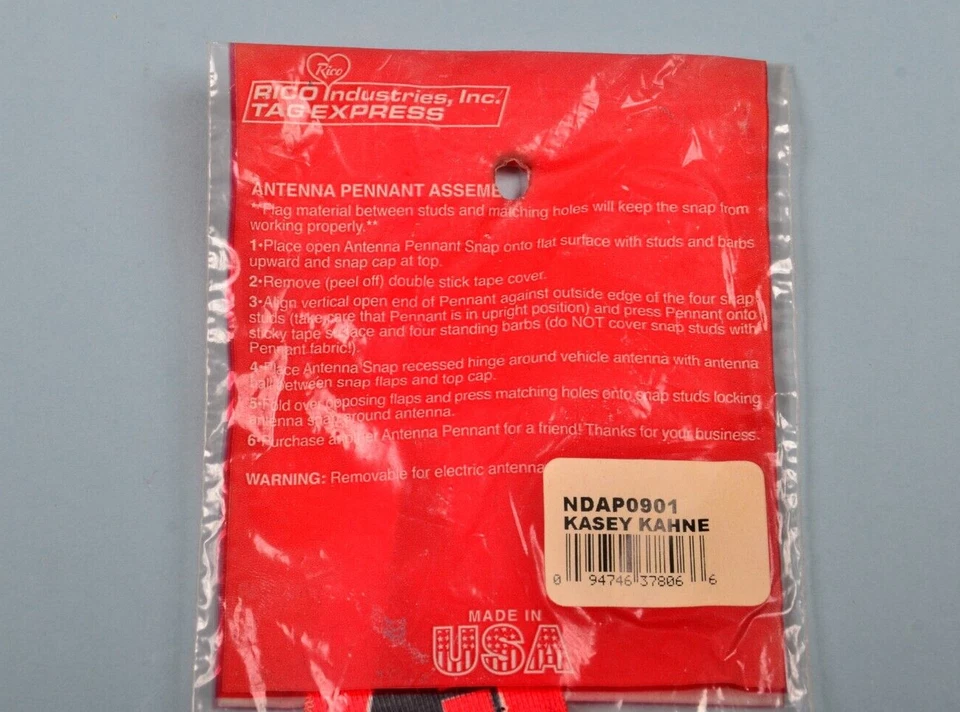 Rico
RICO Industries, Inc.
TAG EXPRESS
ANTENNA PENNANT ASSEMB
**Flag material between studs and matching holes will keep the snap from
working properly.**
1•Place open Antenna Pennant Snap onto flat surface with studs and barbs
upward and snap cap at top.
2•Remove (peel off) double stick tape cover.
3•Align vertical open end of Pennant against outside edge of the four snap
studs (take care that Pennant is in upright position) and press Pennant onto
sticky tape surface and four standing barbs (do NOT cover snap studs with
Pennant fabric!).
4•Place Antenna Snap recessed hinge around vehicle antenna with antenna
ball between snap flaps and top cap.
5•Fold over opposing flaps and press matching holes onto snap studs locking
antenna snap around antenna.
6•Purchase another Antenna Pennant for a friend! Thanks for your business.
WARNING: Removable for electric antenna
NDAP0901
KASEY KAHNE
0 94746 37806 6
MADE IN
USA